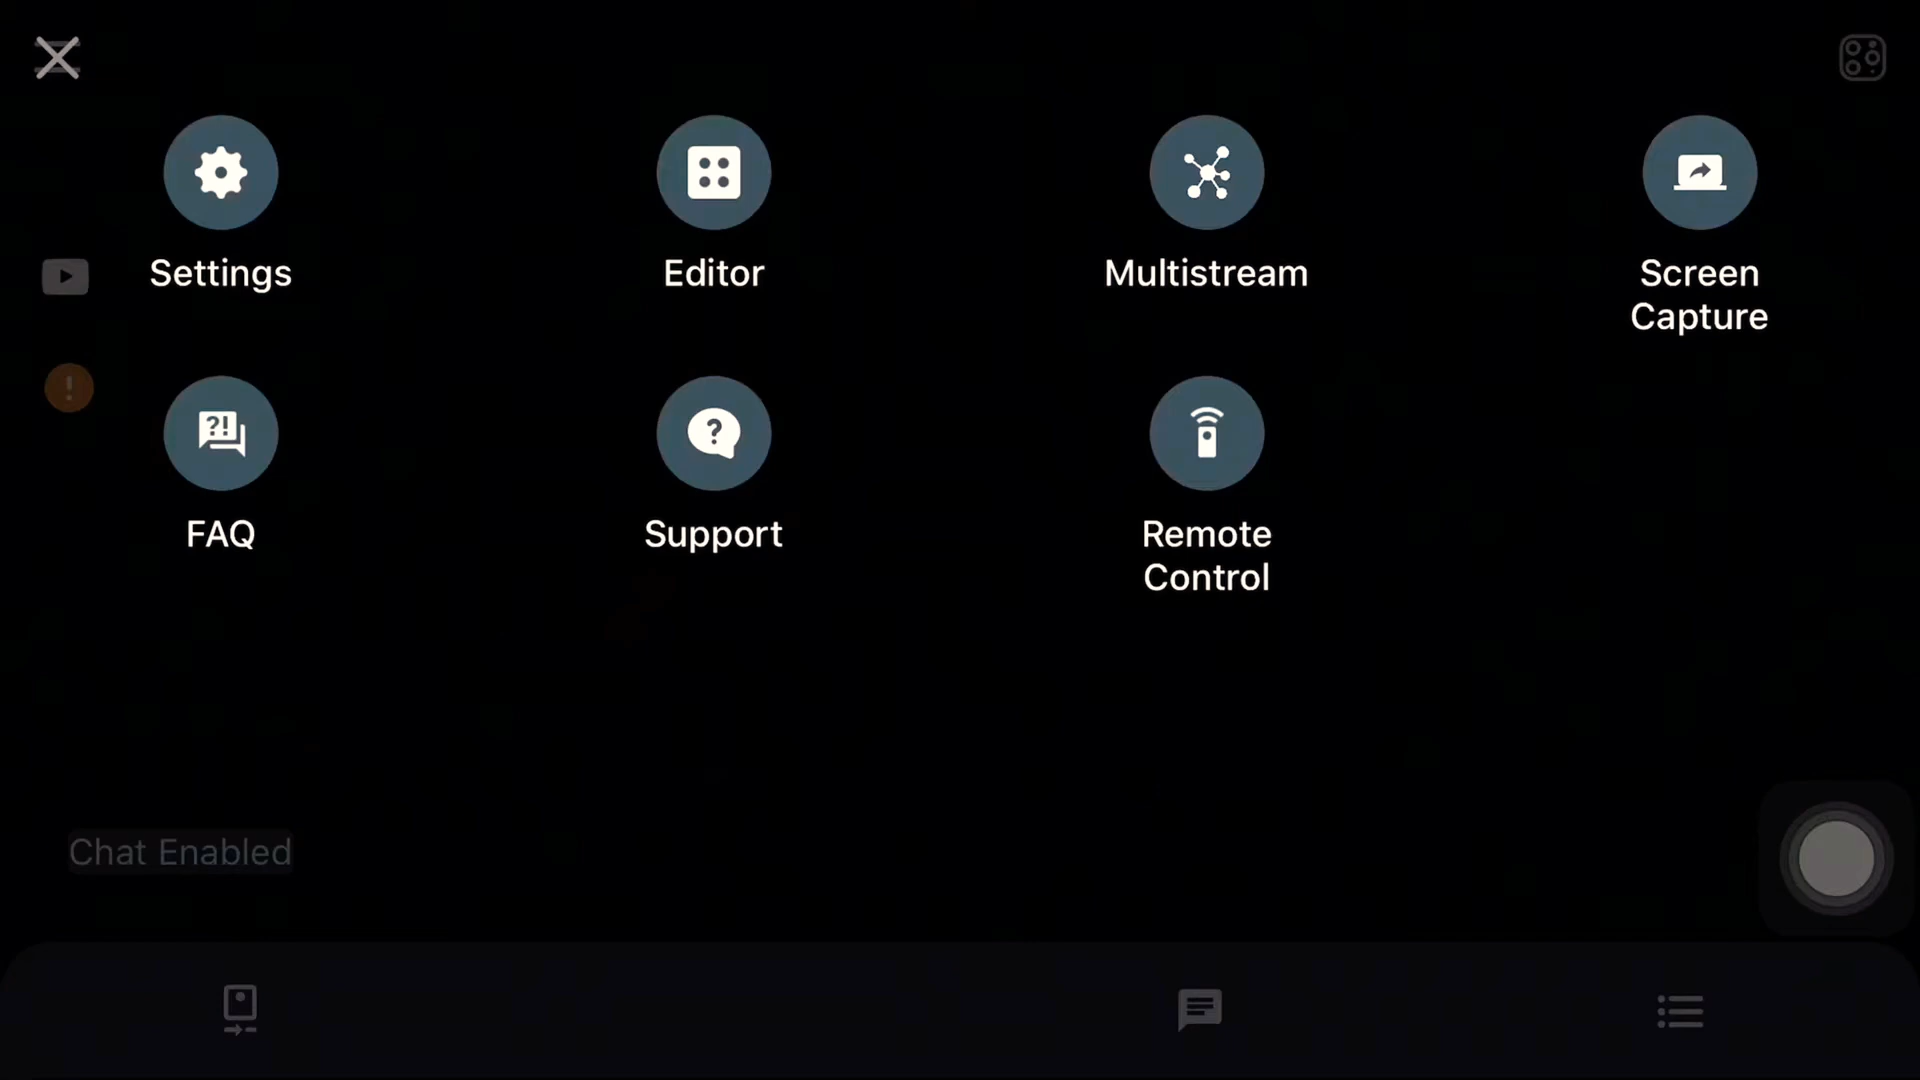 Settings
Editor
Multistream
Screen
Capture
FAQ
Support
Remote
Control
Chat Enabled